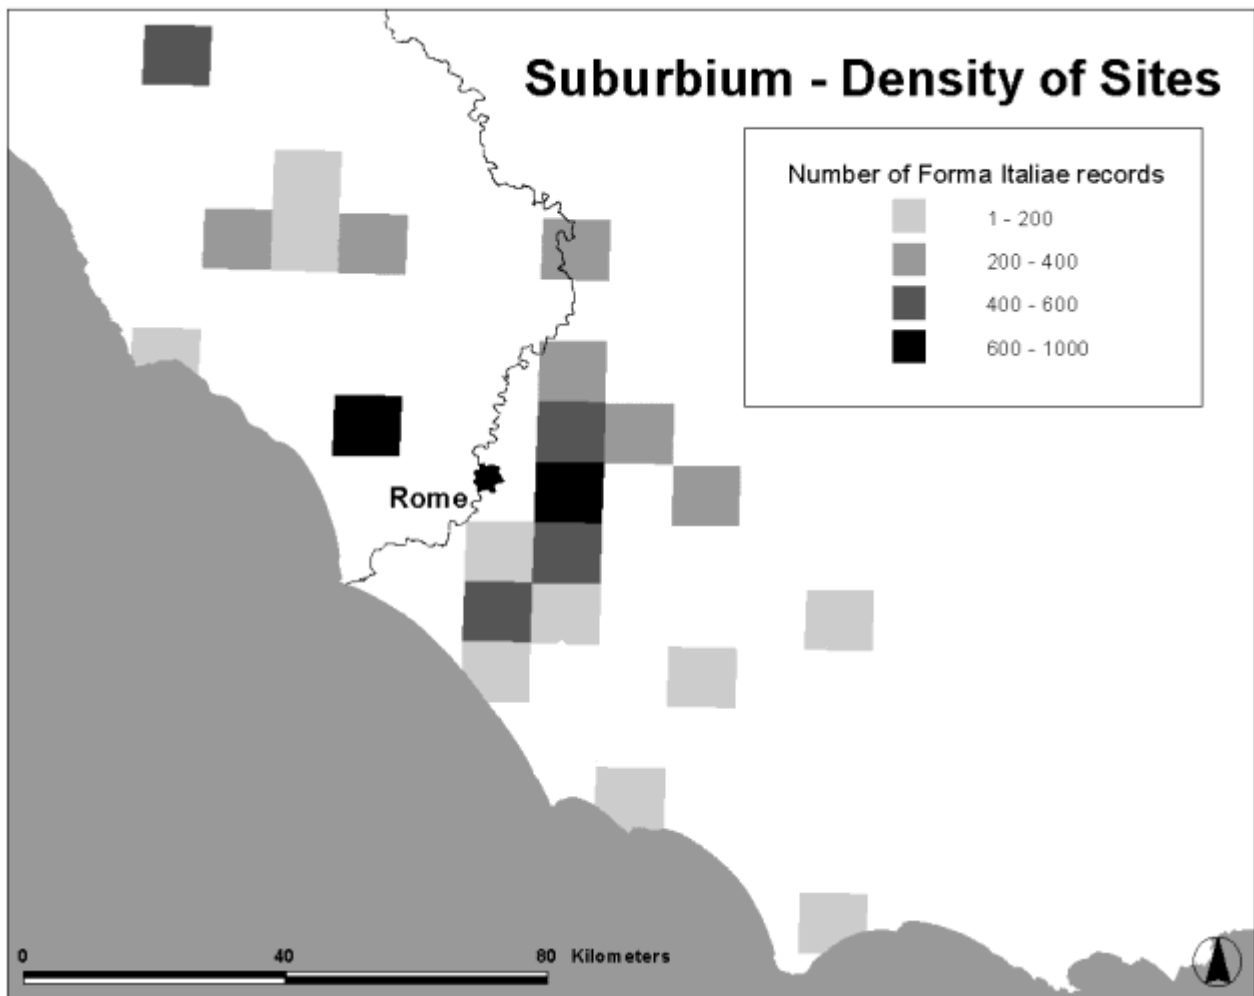 Suburbium - Density of Sites
Number of Forma Italiae records
1 - 200
200 - 400
400 - 600
600 - 1000
Rome
0 40 80 Kilometers